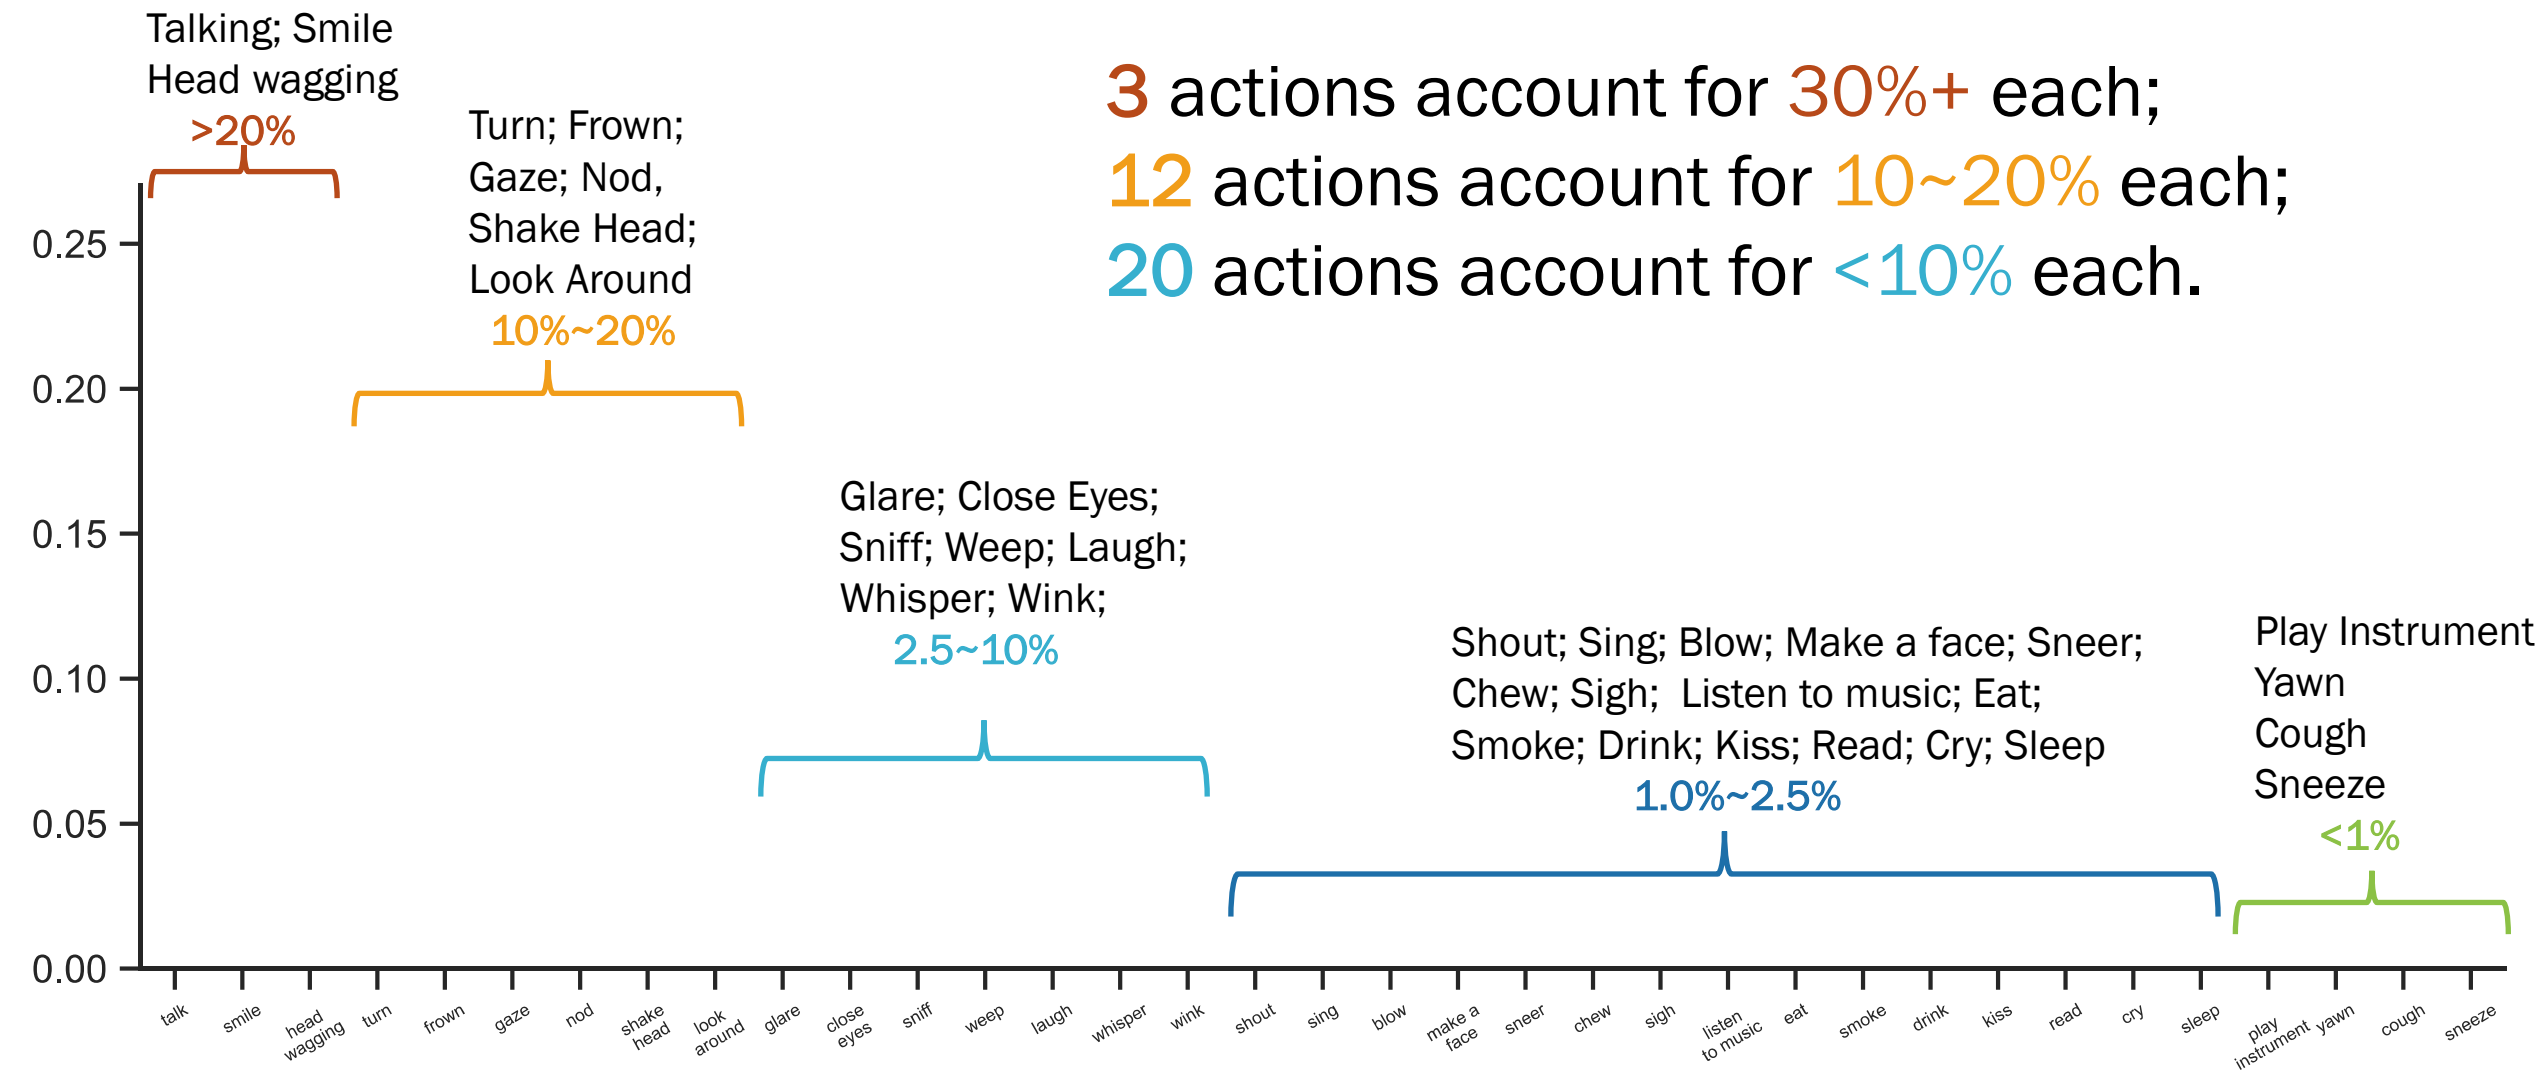 Talking; Smile
Head wagging
>20%
Turn; Frown;
Gaze; Nod,
Shake Head;
Look Around
10%~20%
3 actions account for 30%+ each;
12 actions account for 10~20% each;
20 actions account for <10% each.
Glare; Close Eyes;
Sniff; Weep; Laugh;
Whisper; Wink;
2.5~10%
Shout; Sing; Blow; Make a face; Sneer;
Chew; Sigh; Listen to music; Eat;
Smoke; Drink; Kiss; Read; Cry; Sleep
1.0%~2.5%
Play Instrument
Yawn
Cough
Sneeze
<1%
0.25
0.20
0.15
0.10
0.05
0.00
talk
smile
head
wagging
turn
frown
gaze
nod
shake
head
look
around
glare
close
eyes
sniff
weep
laugh
whisper
wink
shout
sing
blow
make a
face
sneer
chew
sigh
listen
to music
eat
smoke
drink
kiss
read
cry
sleep
play
instrument
yawn
cough
sneeze